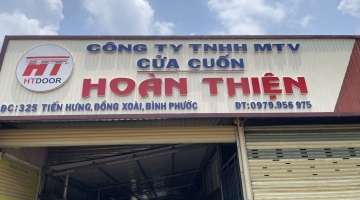 HT
HTDOOR
CÔNG TY TNHH MTV
CỬA CUỐN
HOÀN THIỆN
ĐC: 325 TIẾN HƯNG, ĐỒNG XOÀI, BÌNH PHƯỚC
ĐT: 0979.956 975